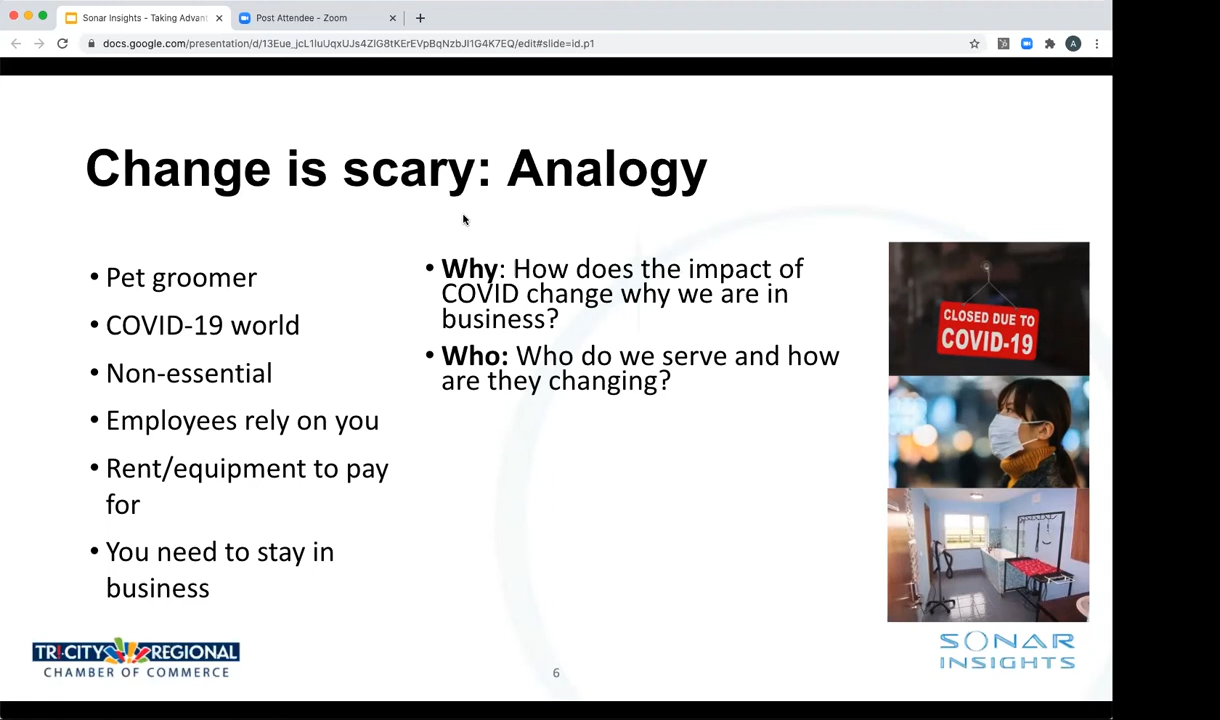 Sonar Insights - Taking Advan
Post Attendee - Zoom
docs.google.com/presentation/d/13Eue_jcL1luUqxUJs4ZlG8tKErEVpBqNzbJl1G4K7EQ/edit#slide=id.p1
A
Change is scary: Analogy
• Pet groomer
• COVID-19 world
• Non-essential
• Employees rely on you
• Rent/equipment to pay
for
• You need to stay in
business
• Why: How does the impact of
COVID change why we are in
business?
• Who: Who do we serve and how
are they changing?
CLOSED DUE TO
COVID-19
TRI-CITY REGIONAL
CHAMBER OF COMMERCE
6
SONAR
INSIGHTS